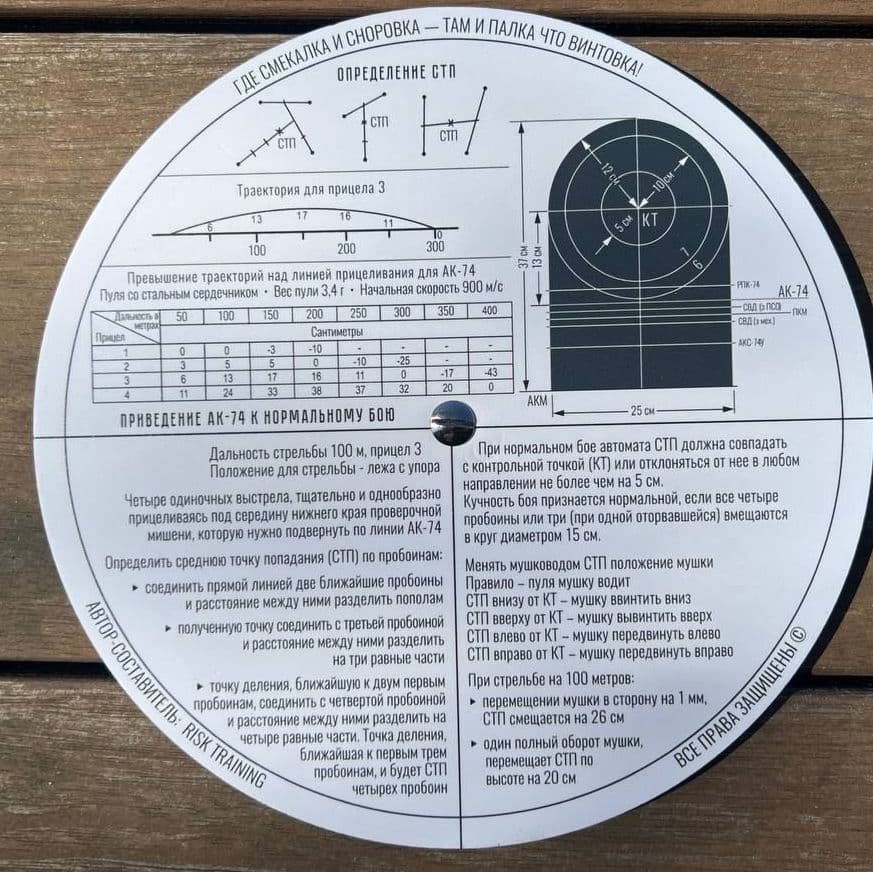 ГДЕ СМЕКАЛКА И СНОРОВКА — ТАМ И ПАЛКА ЧТО ВИНТОВКА!
ОПРЕДЕЛЕНИЕ СТП
СТП
СТП
СТП
Траектория для прицела 3
6 13 17 16 11 0
100 200 300
Превышение траекторий над линией прицеливания для АК-74
Пуля со стальным сердечником • Вес пули 3,4 г • Начальная скорость 900 м/с
Дальность в метрах 50 100 150 200 250 300 350 400
Прицел Сантиметры
1 0 0 -3 -10 - - - -
2 3 5 5 0 -10 -25 - -
3 6 13 17 16 11 0 -17 -43
4 11 24 33 38 37 32 20 0
12 см
10 см
5 см
КТ
7
6
37 см
13 см
РПК-74
АК-74
СВД (з ПСО)
ПКМ
СВД (з мех.)
АКС-74У
АКМ
25 см
ПРИВЕДЕНИЕ АК-74 К НОРМАЛЬНОМУ БОЮ
Дальность стрельбы 100 м, прицел 3
Положение для стрельбы - лежа с упора
Четыре одиночных выстрела, тщательно и однообразно
прицеливаясь под середину нижнего края проверочной
мишени, которую нужно подвернуть по линии АК-74
Определить среднюю точку попадания (СТП) по пробоинам:
▸ соединить прямой линией две ближайшие пробоины
и расстояние между ними разделить пополам
▸ полученную точку соединить с третьей пробоиной
и расстояние между ними разделить
на три равные части
▸ точку деления, ближайшую к двум первым
пробоинам, соединить с четвертой пробоиной
и расстояние между ними разделить на
четыре равные части. Точка деления,
ближайшая к первым трем
пробоинам, и будет СТП
четырех пробоин
При нормальном бое автомата СТП должна совпадать
с контрольной точкой (КТ) или отклоняться от нее в любом
направлении не более чем на 5 см.
Кучность боя признается нормальной, если все четыре
пробоины или три (при одной оторвавшейся) вмещаются
в круг диаметром 15 см.
Менять мушководом СТП положение мушки
Правило – пуля мушку водит
СТП внизу от КТ – мушку ввинтить вниз
СТП вверху от КТ – мушку вывинтить вверх
СТП влево от КТ – мушку передвинуть влево
СТП вправо от КТ – мушку передвинуть вправо
При стрельбе на 100 метров:
▸ перемещении мушки в сторону на 1 мм,
СТП смещается на 26 см
▸ один полный оборот мушки,
перемещает СТП по
высоте на 20 см
АВТОР-СОСТАВИТЕЛЬ: RISK TRAINING
ВСЕ ПРАВА ЗАЩИЩЕНЫ ©